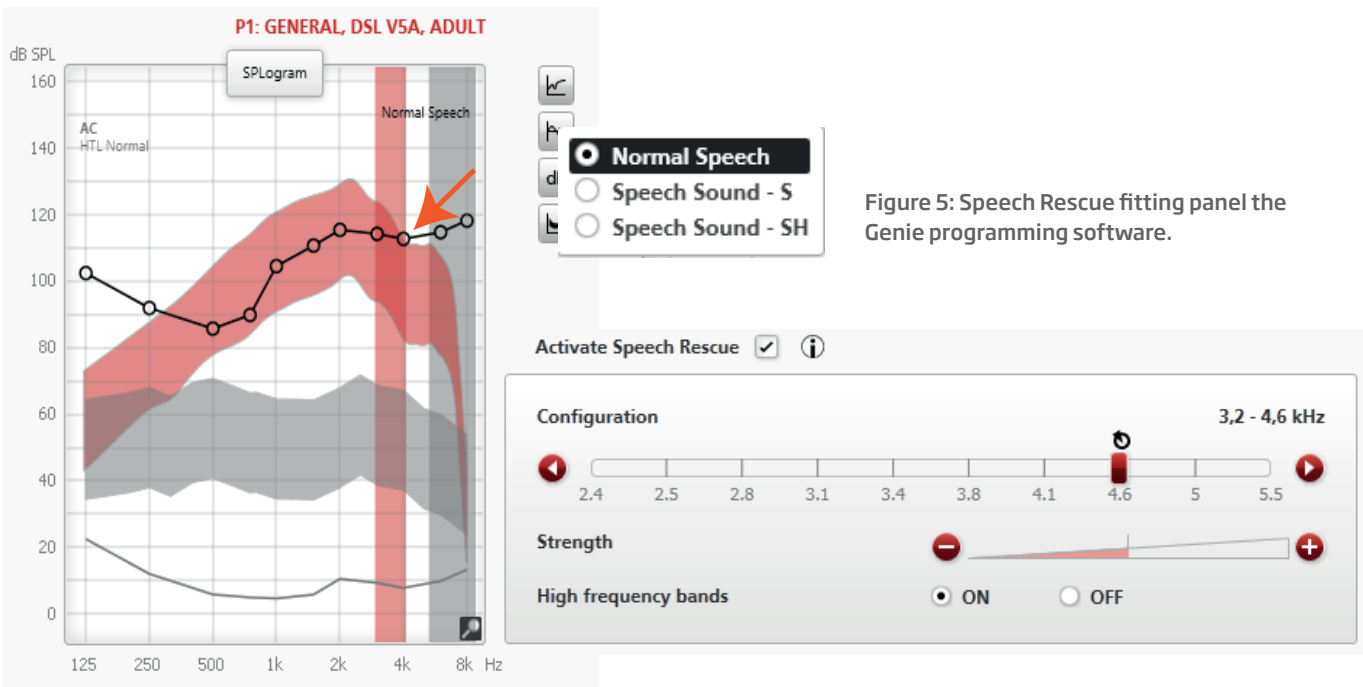 P1: GENERAL, DSL V5A, ADULT
dB SPL
SPLogram
160
140
120
100
80
60
40
20
0
AC
HTL Normal
Normal Speech
125 250 500 1k 2k 4k 8k Hz
Normal Speech
Speech Sound - S
Speech Sound - SH
Figure 5: Speech Rescue fitting panel the
Genie programming software.
Activate Speech Rescue
Configuration 3,2 - 4,6 kHz
2.4 2.5 2.8 3.1 3.4 3.8 4.1 4.6 5 5.5
Strength
High frequency bands ON OFF